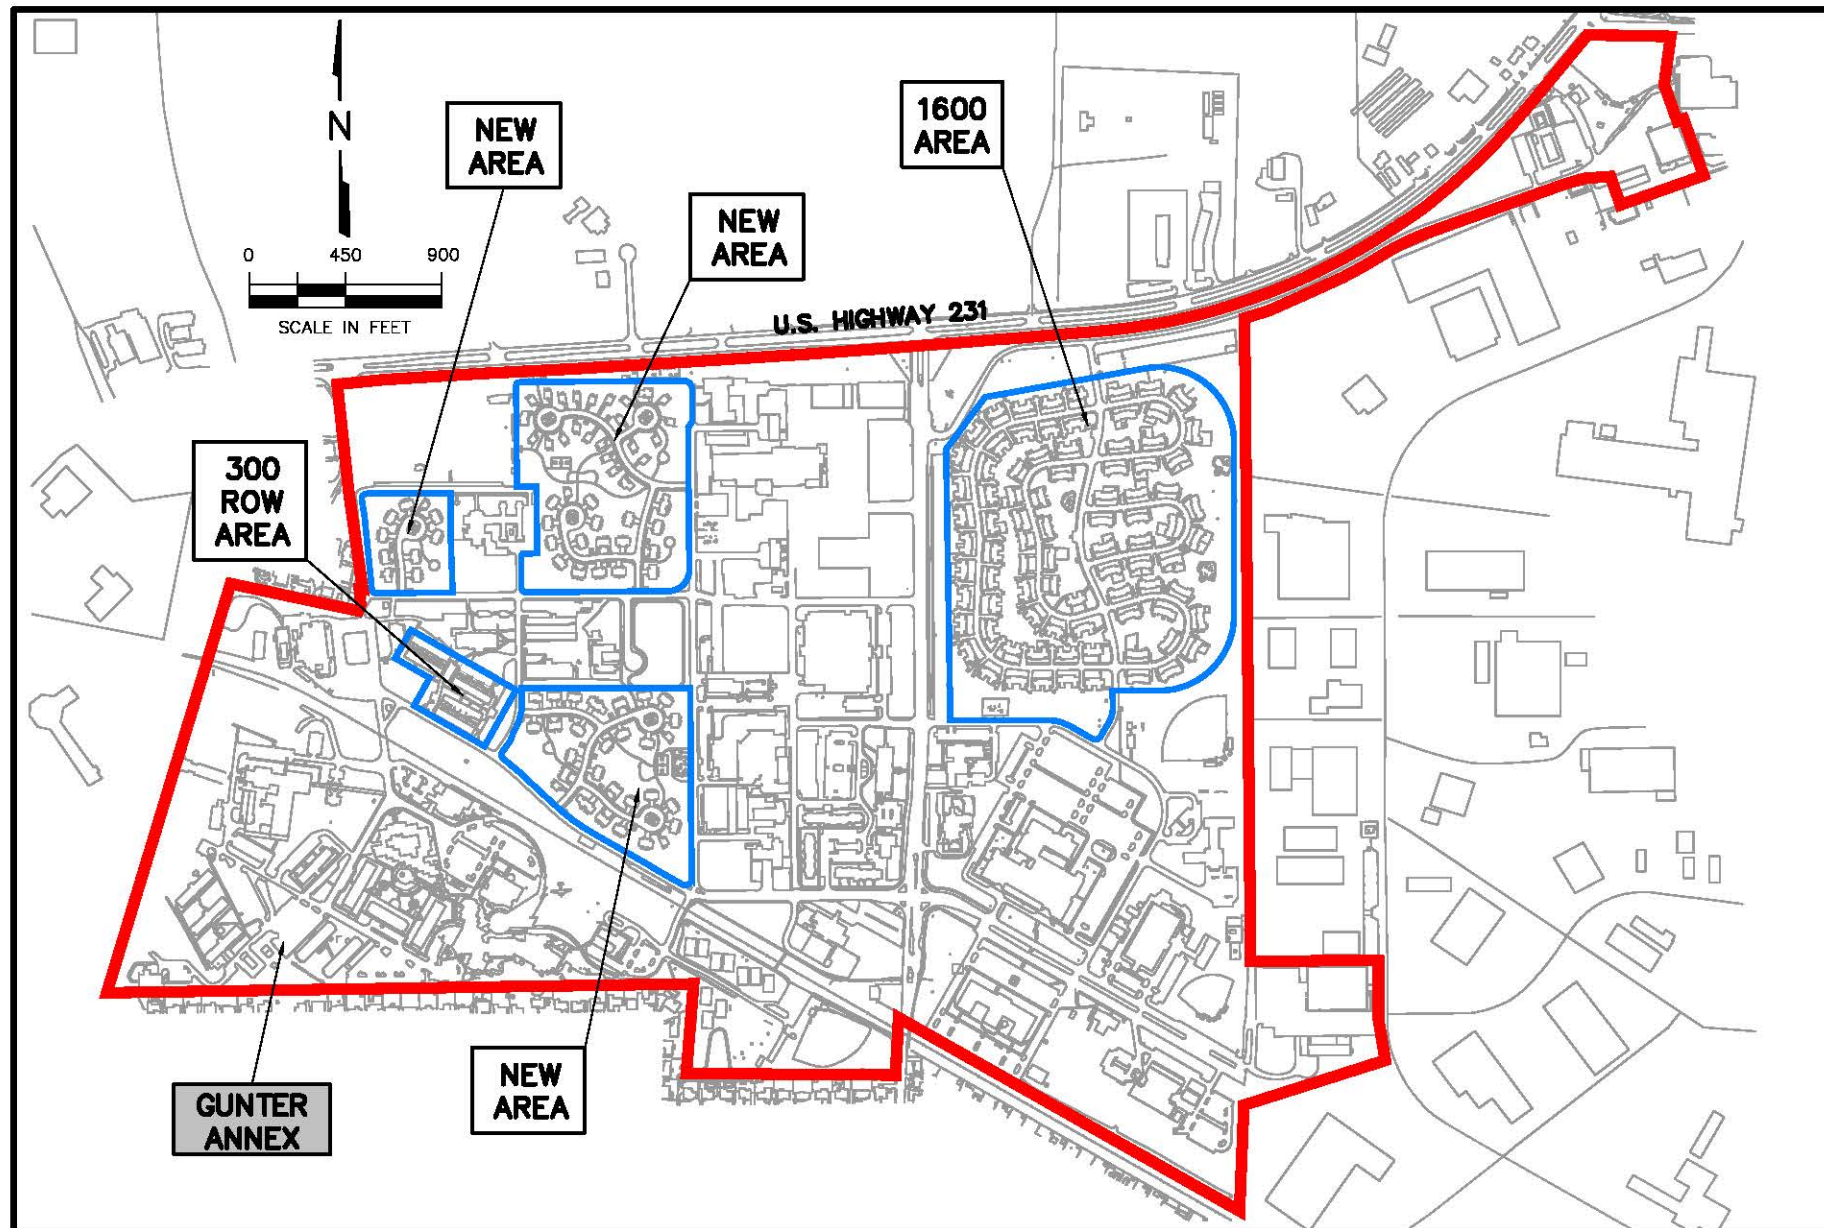 N
0 450 900
SCALE IN FEET
NEW
AREA
NEW
AREA
1600
AREA
U.S. HIGHWAY 231
300
ROW
AREA
GUNTER
ANNEX
NEW
AREA